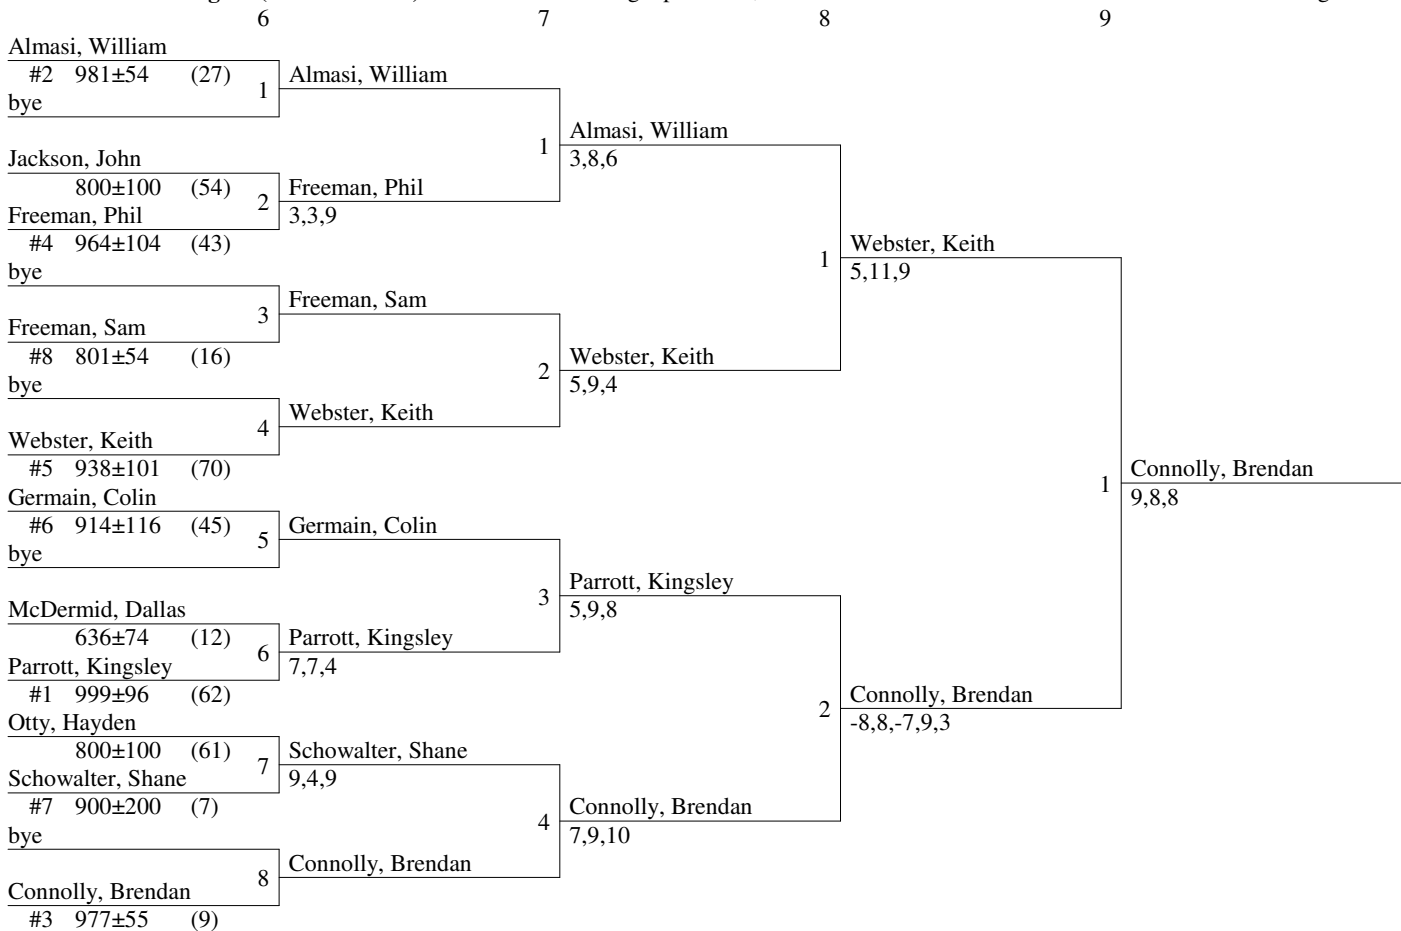 6 7 8 9
Almasi, William
#2 981±54 (27)
bye
1
Almasi, William
Jackson, John
800±100 (54)
Freeman, Phil
#4 964±104 (43)
2
Freeman, Phil
3,3,9
1
Almasi, William
3,8,6
bye
3
Freeman, Sam
Freeman, Sam
#8 801±54 (16)
bye
4
Webster, Keith
Webster, Keith
#5 938±101 (70)
2
Webster, Keith
5,9,4
1
Webster, Keith
5,11,9
Germain, Colin
#6 914±116 (45)
bye
5
Germain, Colin
McDermid, Dallas
636±74 (12)
Parrott, Kingsley
#1 999±96 (62)
6
Parrott, Kingsley
7,7,4
3
Parrott, Kingsley
5,9,8
Otty, Hayden
800±100 (61)
Schowalter, Shane
#7 900±200 (7)
7
Schowalter, Shane
9,4,9
bye
8
Connolly, Brendan
Connolly, Brendan
#3 977±55 (9)
4
Connolly, Brendan
7,9,10
2
Connolly, Brendan
-8,8,-7,9,3
1
Connolly, Brendan
9,8,8